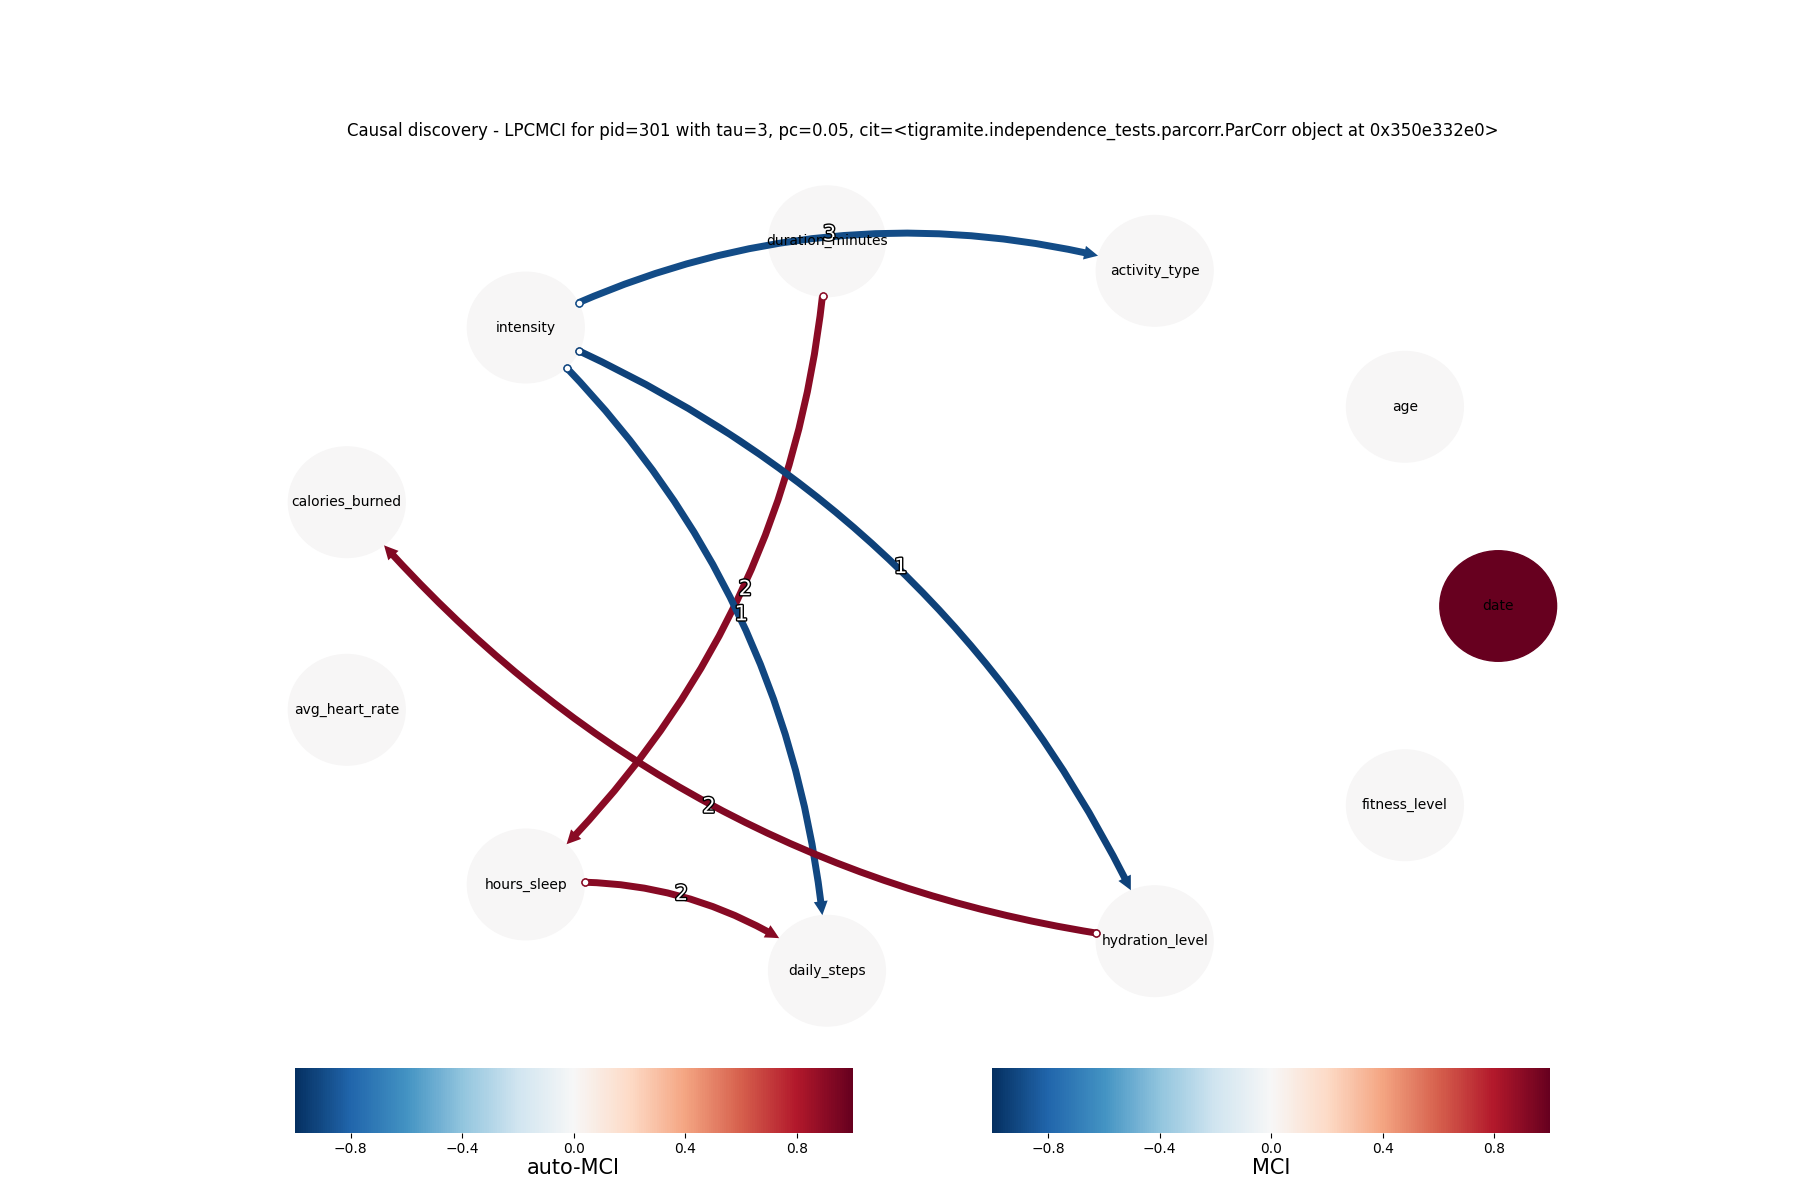 Causal discovery - LPCMCI for pid=301 with tau=3, pc=0.05, cit=<tigramite.independence_tests.parcorr.ParCorr object at 0x350e332e0>
3
duration_minutes
activity_type
intensity
age
calories_burned
1
2
1
date
avg_heart_rate
2
fitness_level
hours_sleep
2
hydration_level
daily_steps
−0.8 −0.4 0.0 0.4 0.8
auto-MCI
−0.8 −0.4 0.0 0.4 0.8
MCI